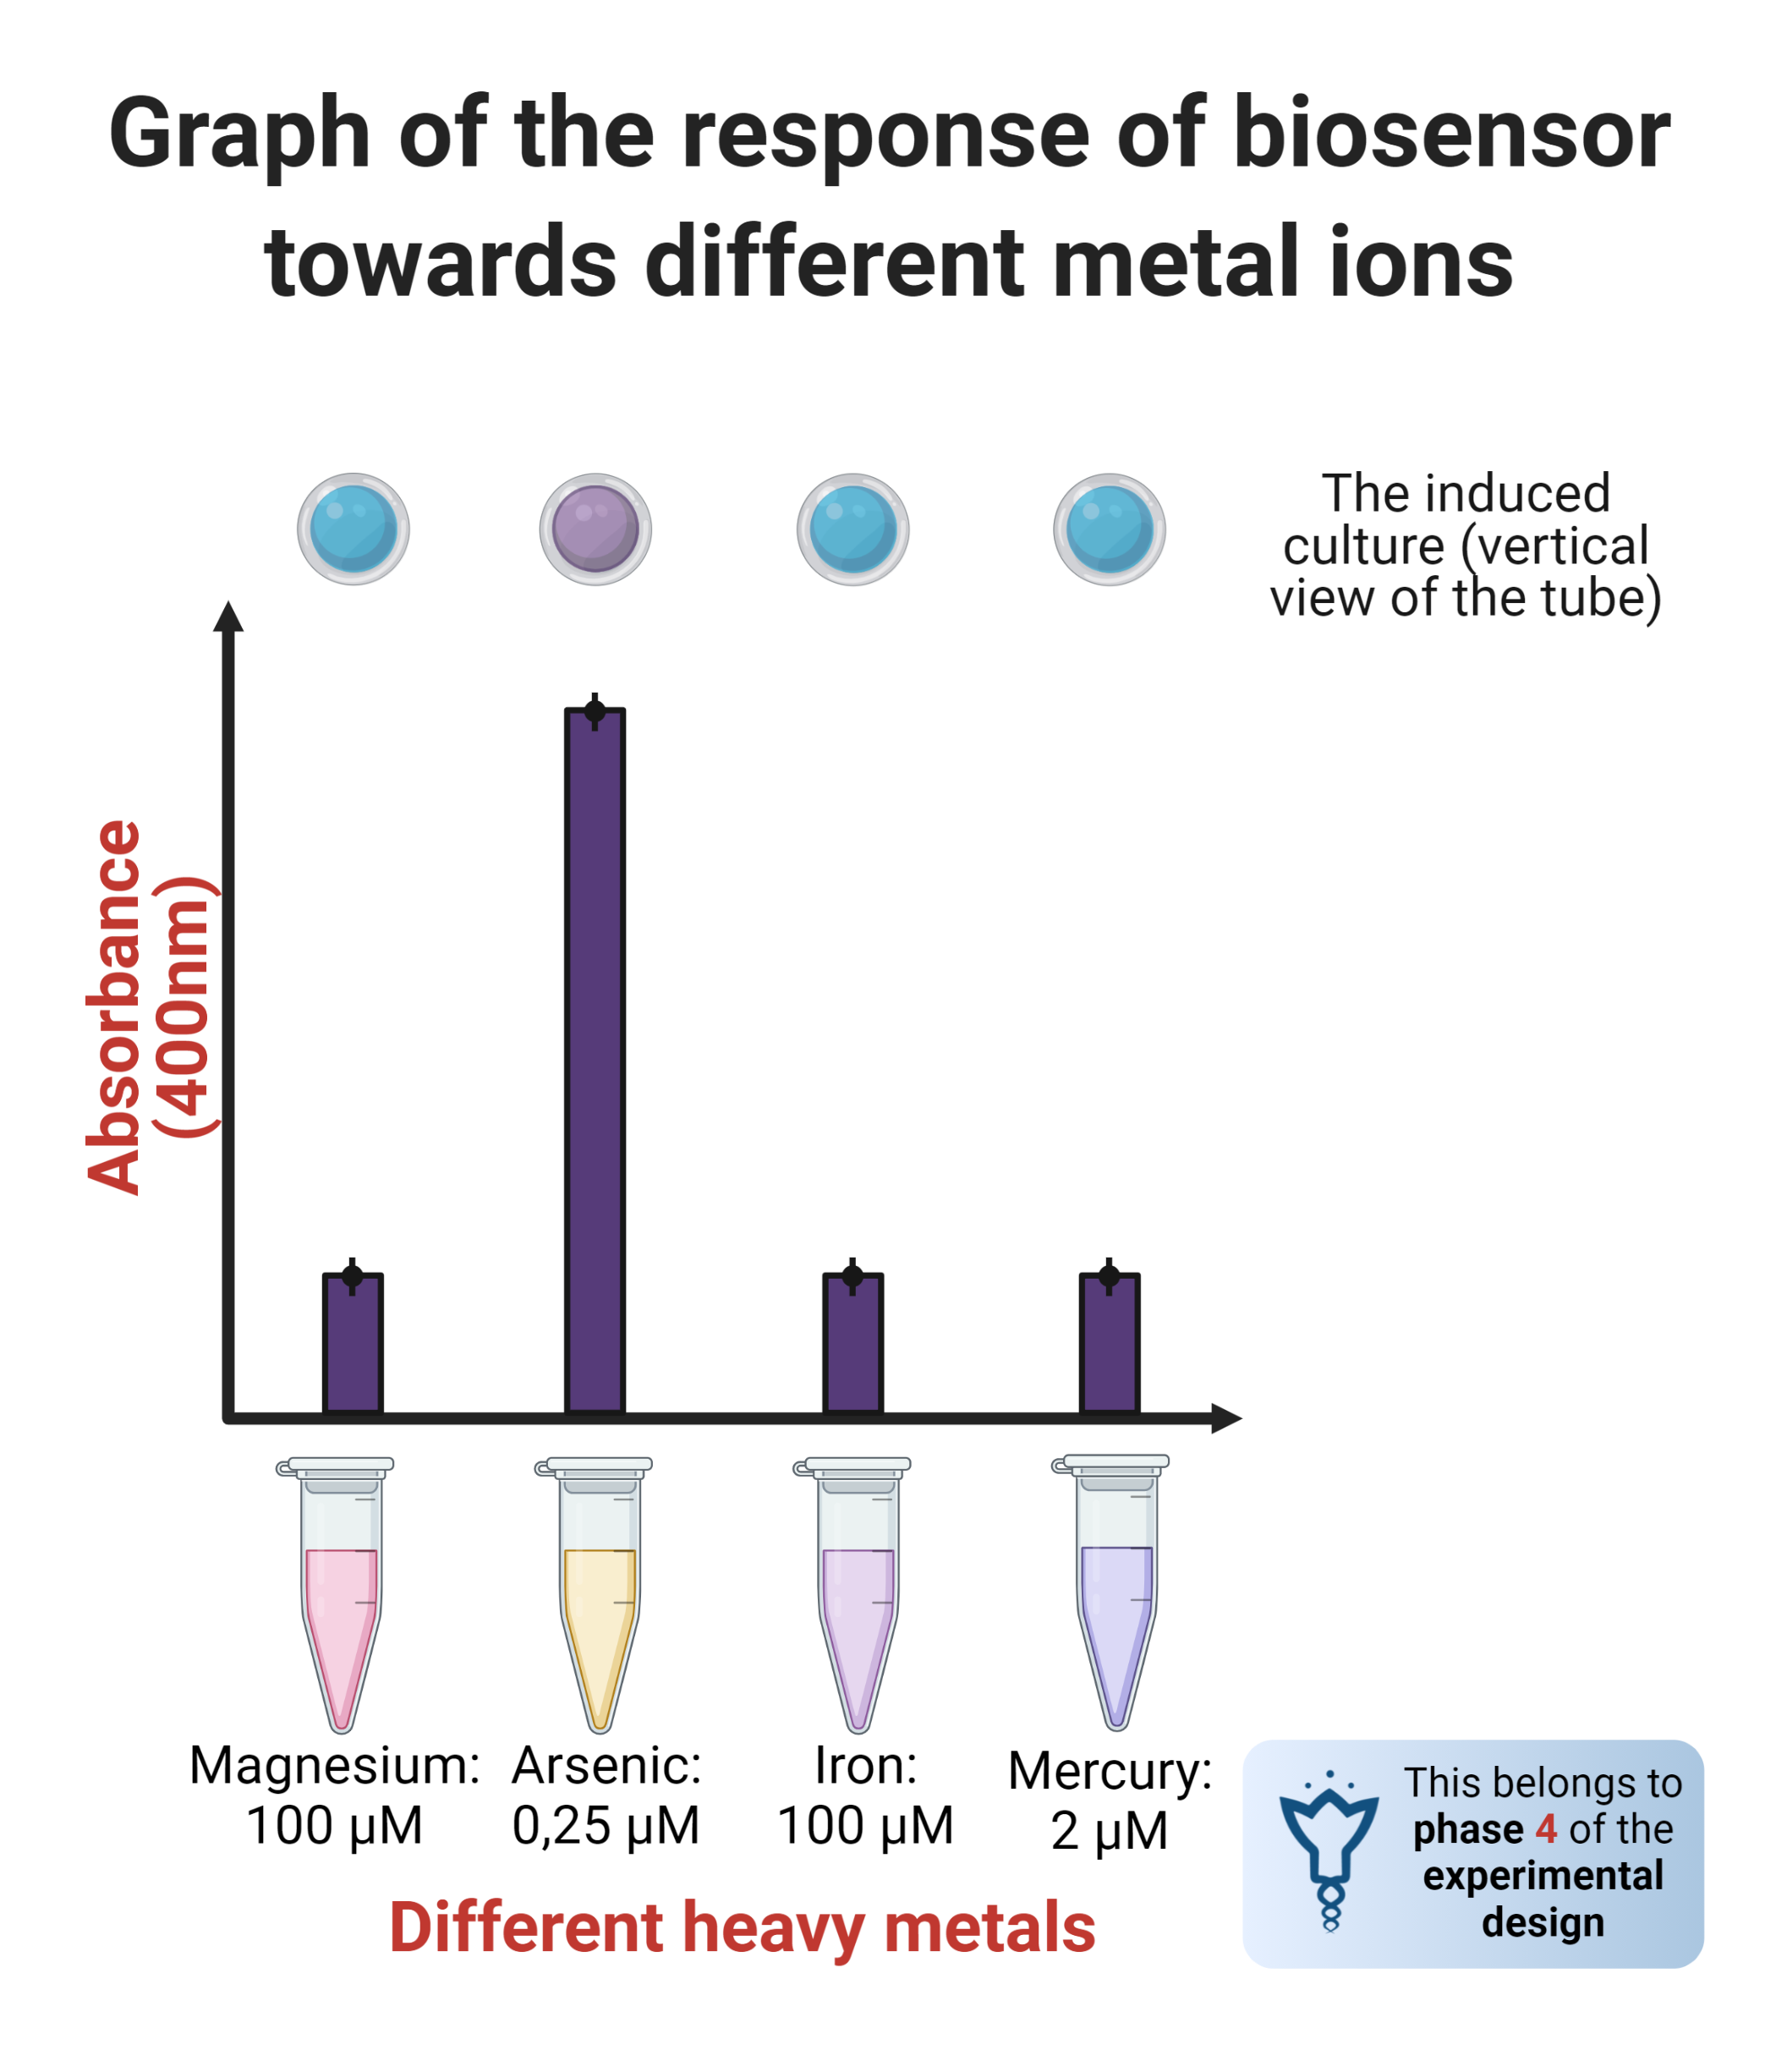 Graph of the response of biosensor
towards different metal ions
The induced
culture (vertical
view of the tube)
Absorbance
(400nm)
Magnesium:
100 µM
Arsenic:
0,25 µM
Iron:
100 µM
Mercury:
2 µM
Different heavy metals
This belongs to
phase 4 of the
experimental
design